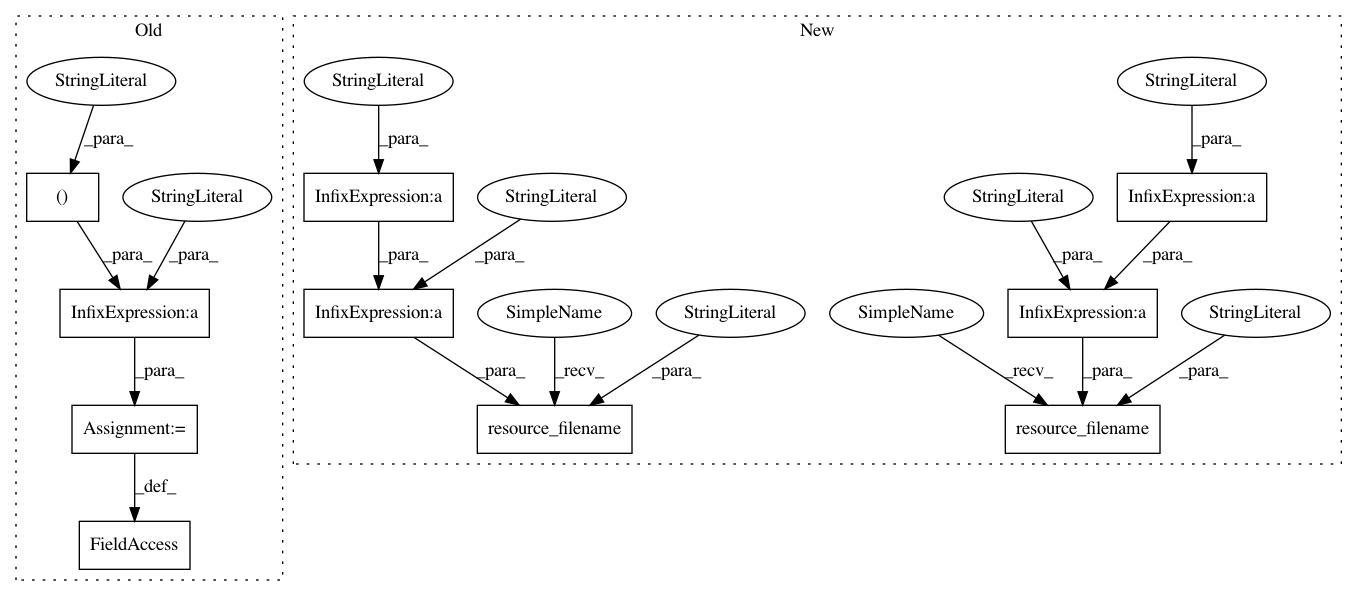 Old
New
StringLiteral
StringLiteral
StringLiteral
_para_
_para_
_para_
()
StringLiteral
InfixExpression:a
StringLiteral
StringLiteral
InfixExpression:a
_para_
_para_
_para_
_para_
_para_
_para_
InfixExpression:a
InfixExpression:a
SimpleName
StringLiteral
SimpleName
InfixExpression:a
StringLiteral
_para_
_para_
_recv_
_para_
_recv_
_para_
_para_
Assignment:=
resource_filename
resource_filename
_def_
FieldAccess